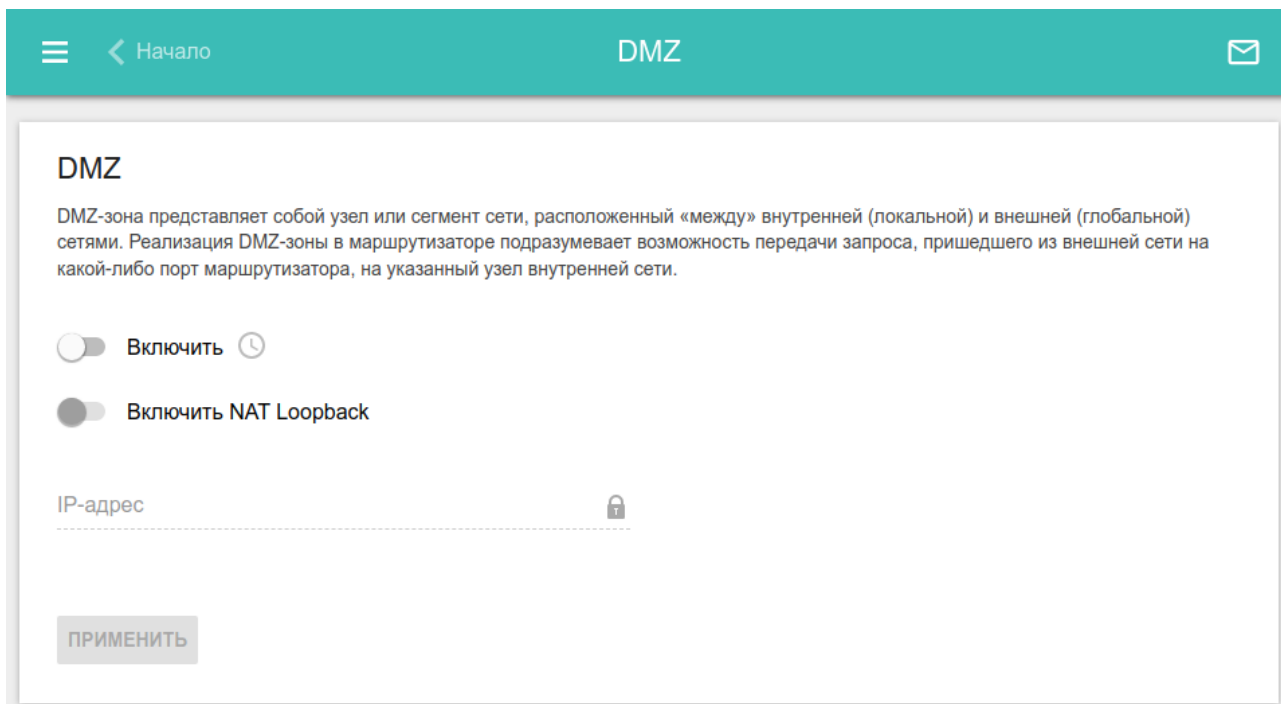 Начало
DMZ
DMZ
DMZ-зона представляет собой узел или сегмент сети, расположенный «между» внутренней (локальной) и внешней (глобальной)
сетями. Реализация DMZ-зоны в маршрутизаторе подразумевает возможность передачи запроса, пришедшего из внешней сети на
какой-либо порт маршрутизатора, на указанный узел внутренней сети.
Включить
Включить NAT Loopback
IP-адрес
ПРИМЕНИТЬ